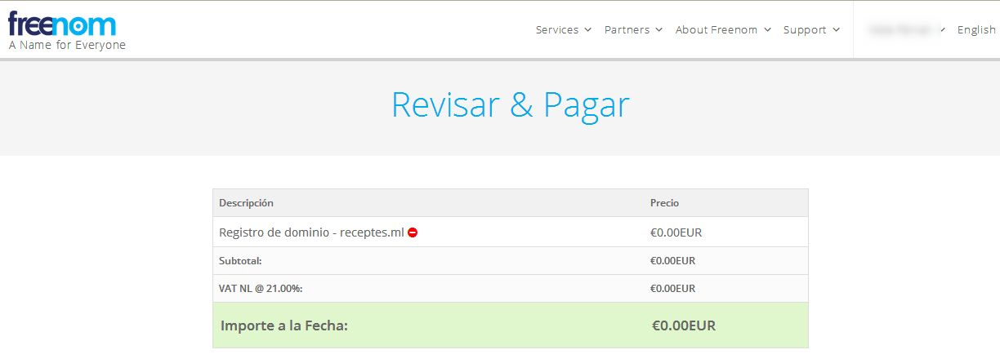 freenom
A Name for Everyone
Services Partners About Freenom Support English
Revisar & Pagar
Descripción Precio
Registro de dominio - receptes.ml €0.00EUR
Subtotal: €0.00EUR
VAT NL @ 21.00%: €0.00EUR
Importe a la Fecha: €0.00EUR